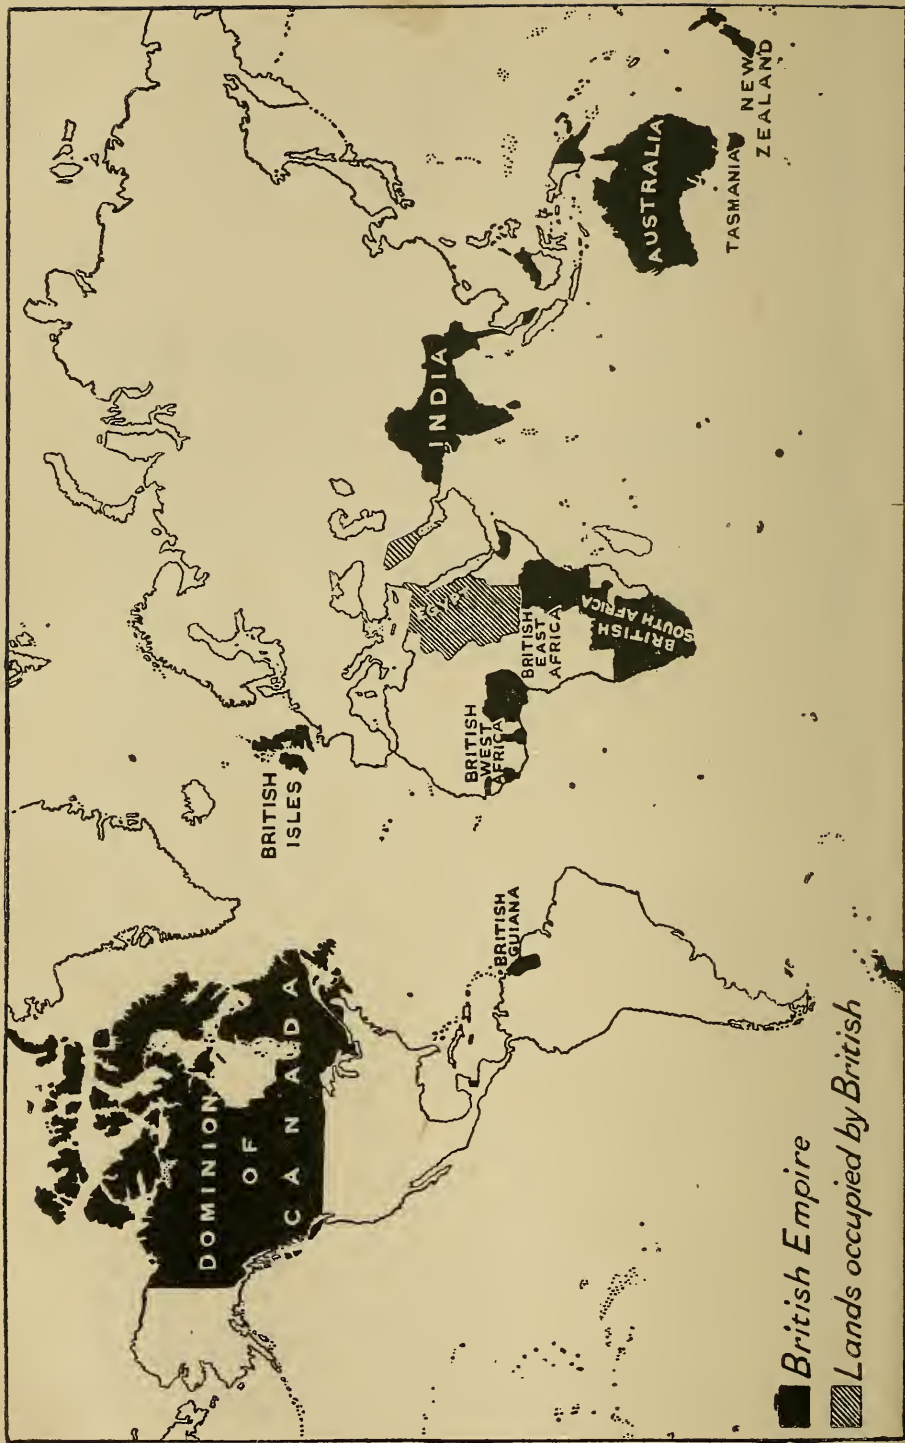 DOMINION
OF
CANADA
BRITISH
ISLES
BRITISH
GUIANA
BRITISH
WEST
AFRICA
EGYPT
BRITISH
EAST
AFRICA
BRITISH
SOUTH AFRICA
INDIA
AUSTRALIA
TASMANIA
NEW
ZEALAND
British Empire
Lands occupied by British